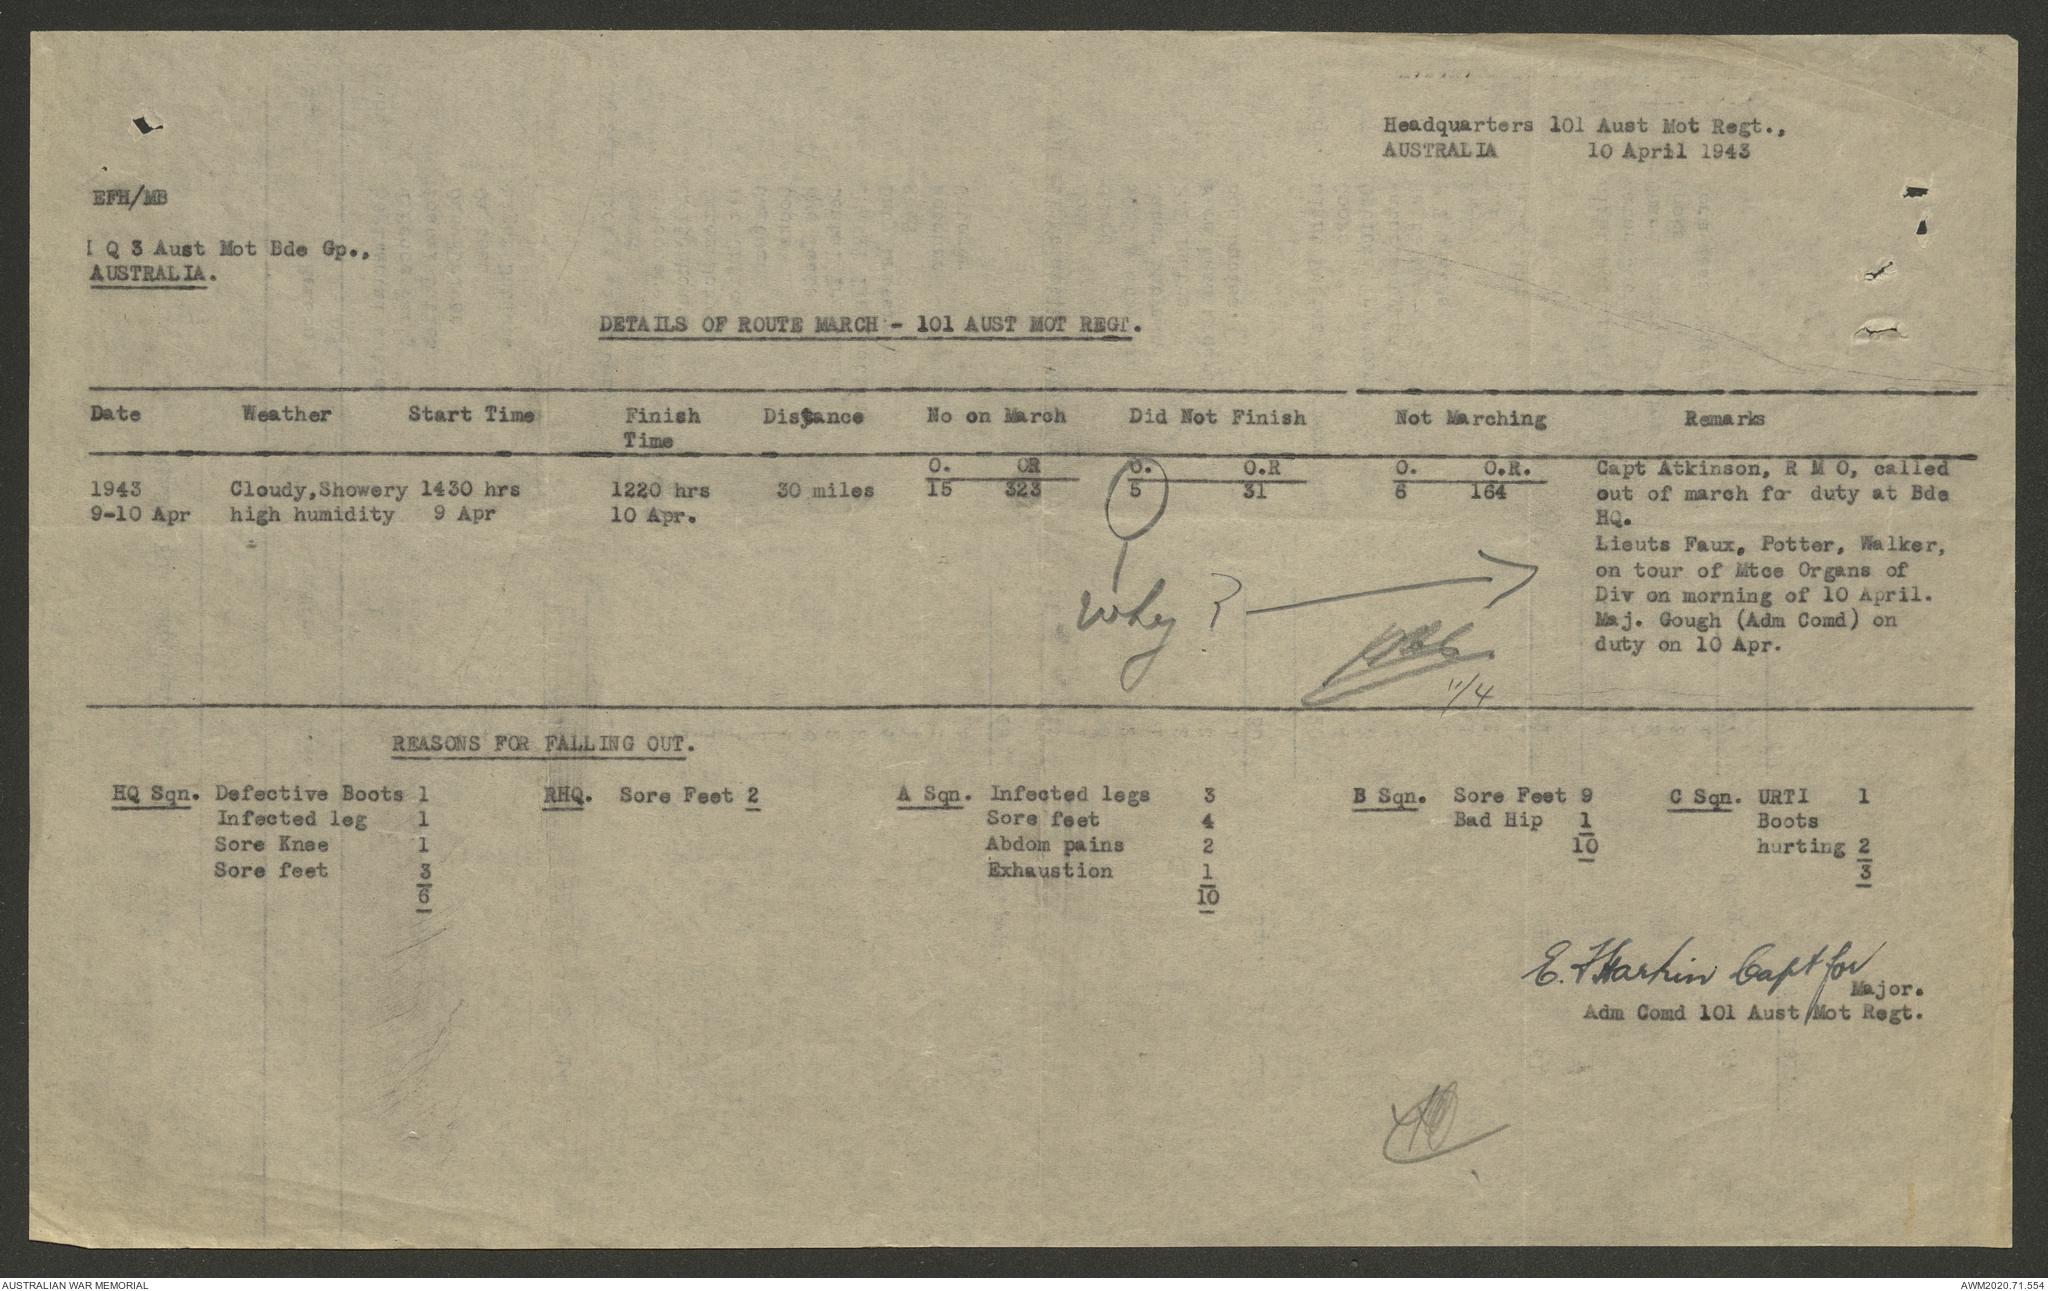 Headquarters 101 Aust Mot Regt.,
AUSTRALIA 10 April 1943
EFH/MB
Q 3 Aust Mot Bde Gp.,
AUSTRALIA.
DETAILS OF ROUTE MARCH - 101 AUST MOT REGT.
Date Weather Start Time Finish Distance No on March Did Not Finish Not Marching Remarks
Time
O. OR O. O.R O. O.R. Capt Atkinson, R M O, called
1943 Cloudy,Showery 1430 hrs 1220 hrs 30 miles 15 323 5 31 6 164 out of march for duty at Bde
9-10 Apr high humidity 9 Apr 10 Apr. HQ.
Lieuts Faux, Potter, Walker,
on tour of Mtce Organs of
Div on morning of 10 April.
Maj. Gough (Adm Comd) on
duty on 10 Apr.
Why ?
11/4
REASONS FOR FALLING OUT.
HQ Sqn. Defective Boots 1 RHQ. Sore Feet 2 A Sqn. Infected legs 3 B Sqn. Sore Feet 9 C Sqn. URTI 1
Infected leg 1 Sore feet 4 Bad Hip 1 Boots
Sore Knee 1 Abdom pains 2 10 hurting 2
Sore feet 3 Exhaustion 1 3
6 10
E. F Harkin Capt for
Major.
Adm Comd 101 Aust Mot Regt.
AUSTRALIAN WAR MEMORIAL AWM2020.71.554